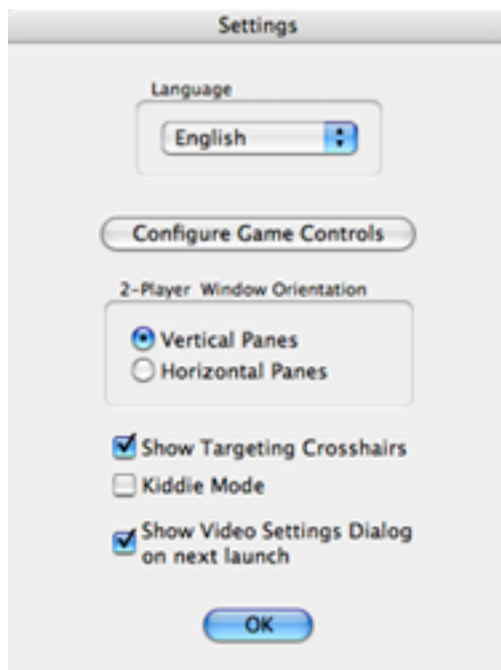 Settings
Language
English
Configure Game Controls
2-Player Window Orientation
Vertical Panes
Horizontal Panes
Show Targeting Crosshairs
Kiddie Mode
Show Video Settings Dialog
on next launch
OK